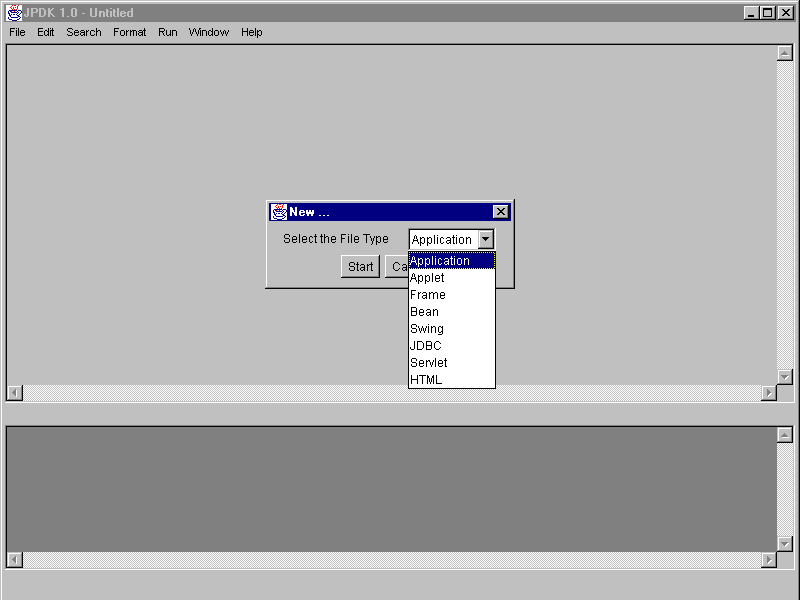 JPDK 1.0 - Untitled
File Edit Search Format Run Window Help
New ...
Select the File Type Application
Start Ca
Application
Applet
Frame
Bean
Swing
JDBC
Servlet
HTML